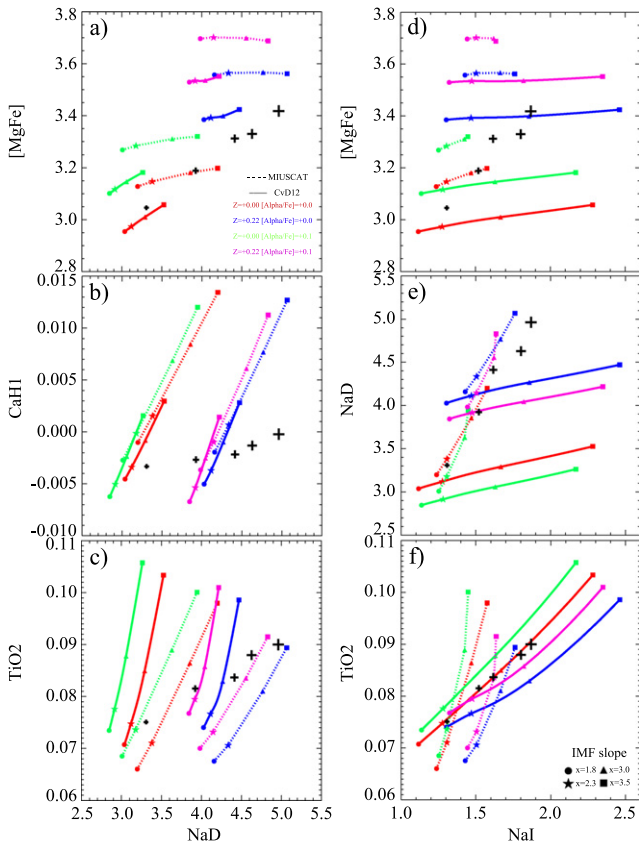 a)
[MgFe]
3.8
3.6
3.4
3.2
3.0
2.8
MIUSCAT
CvD12
Z=+0.00 [Alpha/Fe]=+0.0
Z=+0.22 [Alpha/Fe]=+0.0
Z=+0.00 [Alpha/Fe]=+0.1
Z=+0.22 [Alpha/Fe]=+0.1
d)
[MgFe]
3.8
3.6
3.4
3.2
3.0
2.8
b)
CaH1
0.015
0.010
0.005
0.000
-0.005
-0.010
e)
NaD
5.0
4.5
4.0
3.5
3.0
2.5
c)
TiO2
0.11
0.10
0.09
0.08
0.07
0.06
2.5 3.0 3.5 4.0 4.5 5.0 5.5
NaD
f)
TiO2
0.11
0.10
0.09
0.08
0.07
0.06
IMF slope
x=1.8 x=3.0
x=2.3 x=3.5
1.0 1.5 2.0 2.5
NaI